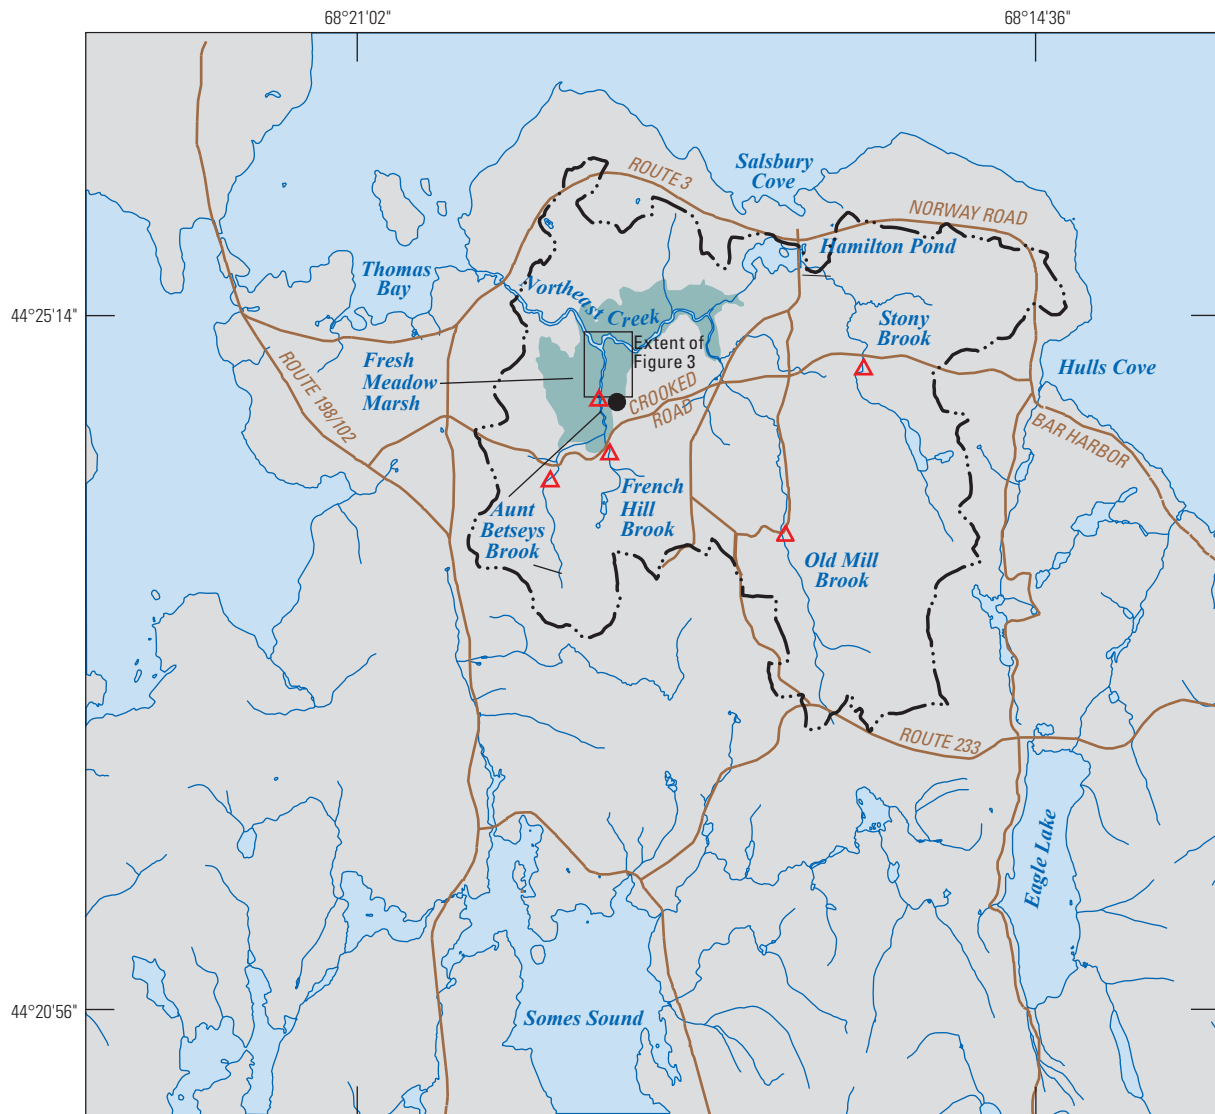 68°21'02"
68°14'36"
ROUTE 3
Salsbury
Cove
NORWAY ROAD
Hamilton Pond
Thomas
Bay
Northeast Creek
44°25'14"
Stony
Brook
Extent of
Figure 3
Fresh
Meadow
Marsh
Hulls Cove
CROOKED
ROAD
ROUTE 198/102
BAR HARBOR
French
Hill
Brook
Aunt
Betseys
Brook
Old Mill
Brook
ROUTE 233
Eagle Lake
44°20'56"
Somes Sound